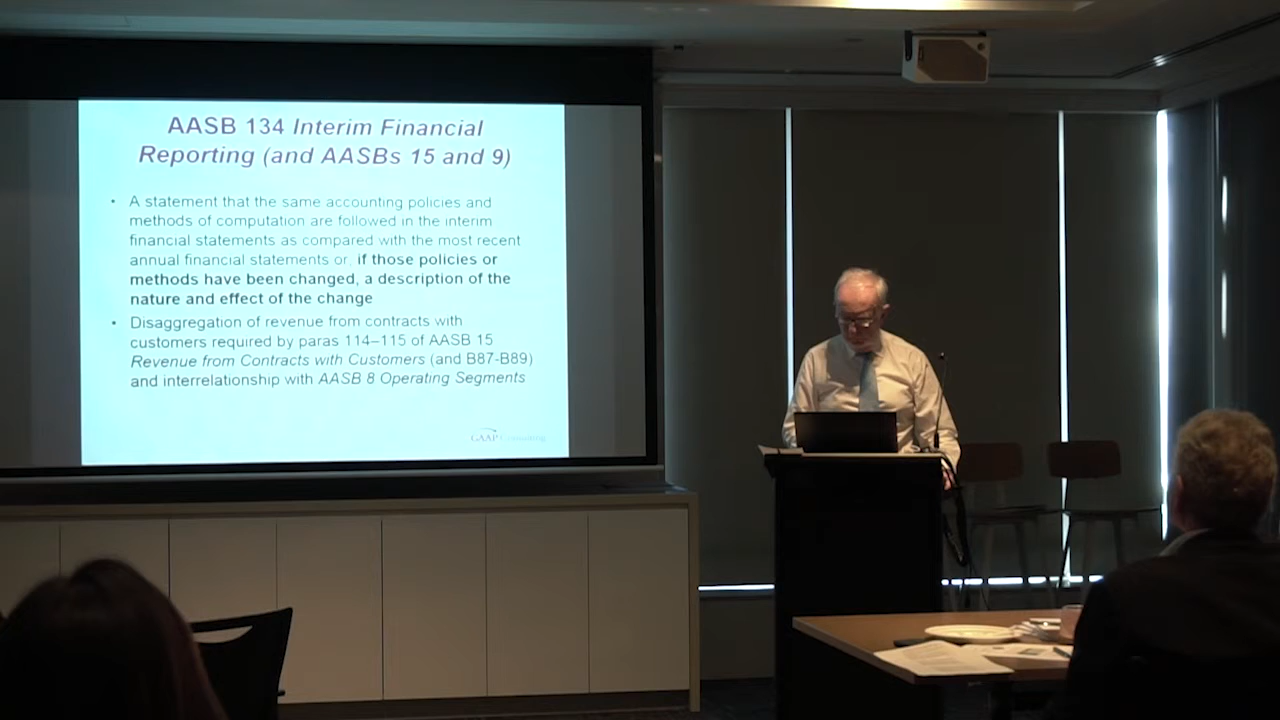 AASB 134 Interim Financial
Reporting (and AASBs 15 and 9)
• A statement that the same accounting policies and
methods of computation are followed in the interim
financial statements as compared with the most recent
annual financial statements or, if those policies or
methods have been changed, a description of the
nature and effect of the change
• Disaggregation of revenue from contracts with
customers required by paras 114–115 of AASB 15
Revenue from Contracts with Customers (and B87-B89)
and interrelationship with AASB 8 Operating Segments
GAAP Consulting